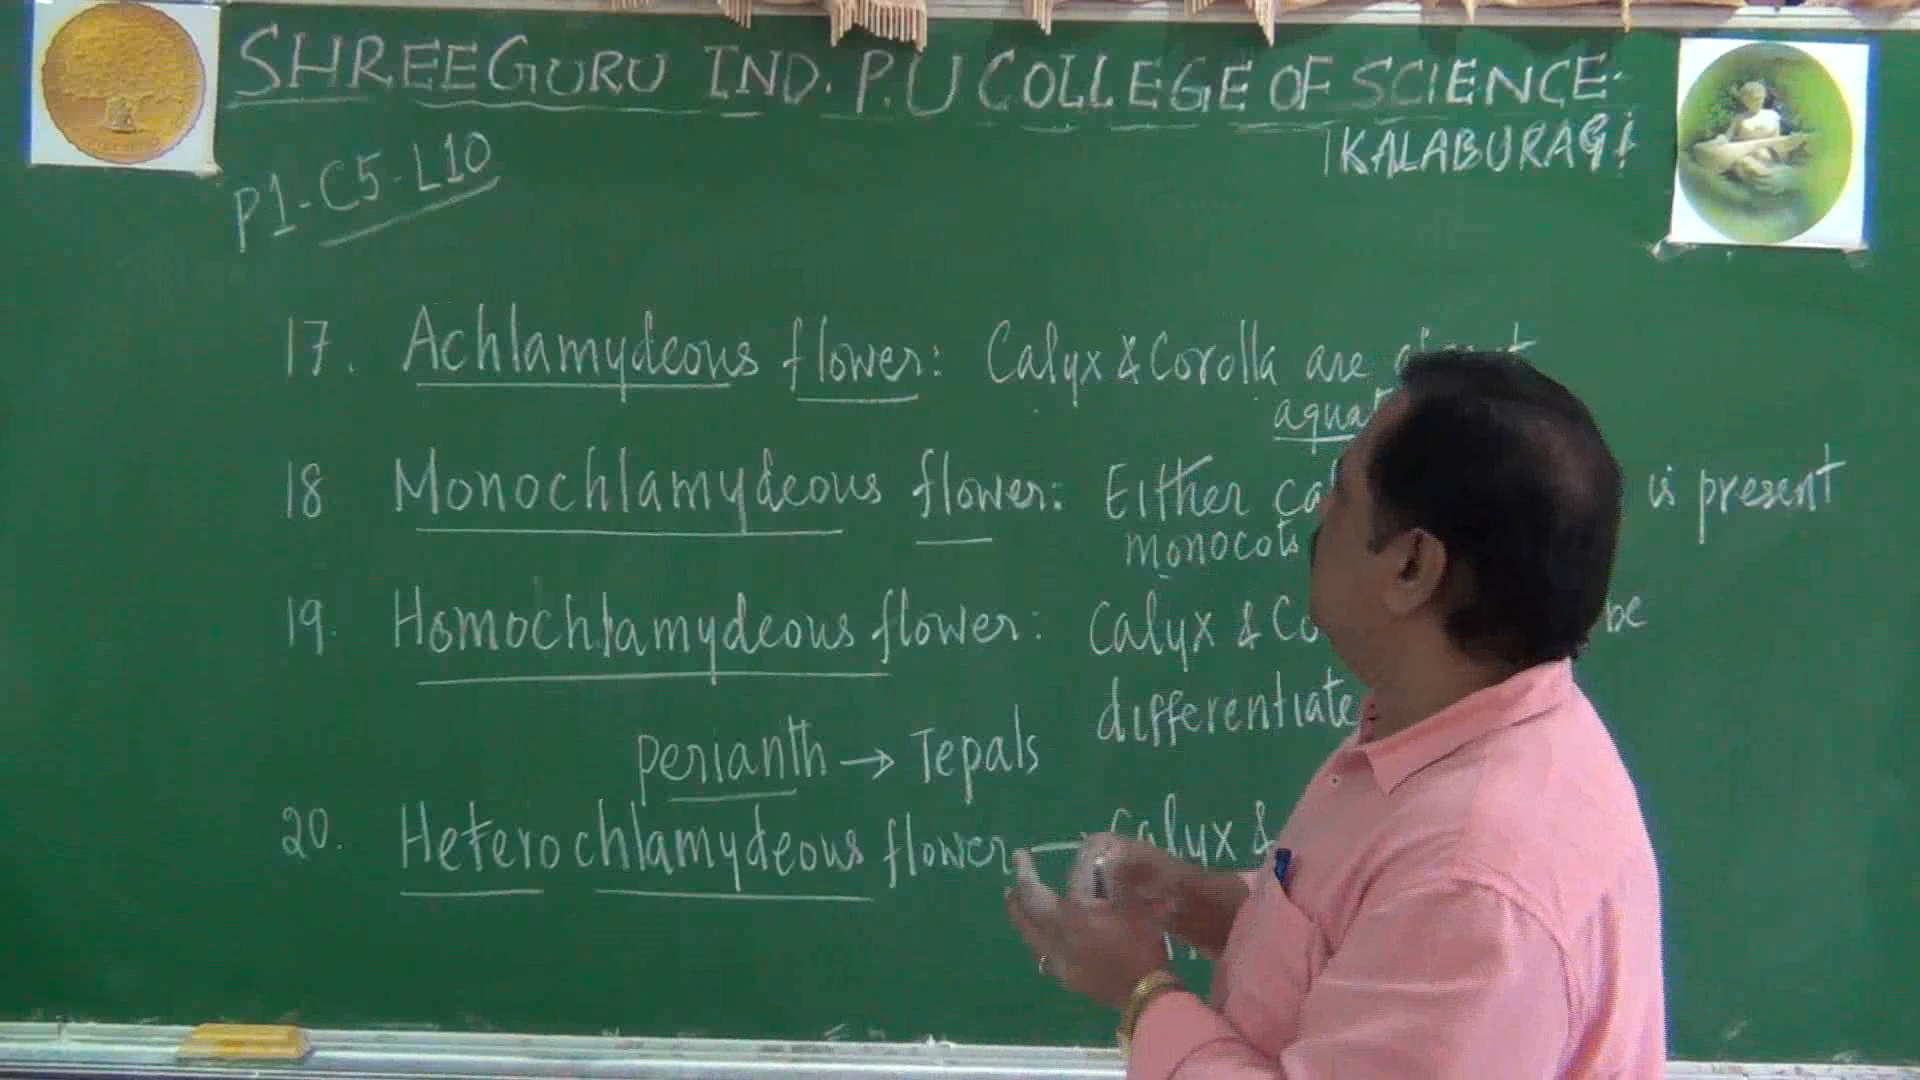 SHREEGURU IND. P.U COLLEGE OF SCIENCE.
KALABURAGI
P1-C5-L10
17. Achlamydeous flower: Calyx & Corolla are
18 Monochlamydeous flower: Either is present
monocots
19. Homochlamydeous flower: Calyx & be
differentiate
Perianth → Tepals
20. Heterochlamydeous flower Calyx &